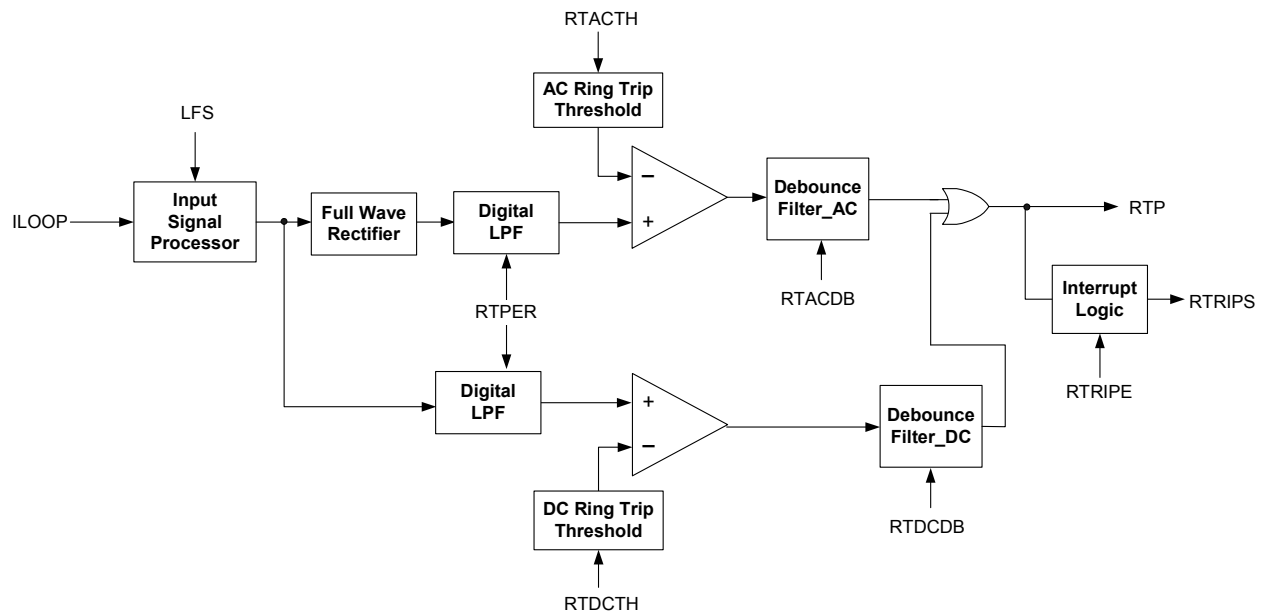 RTACTH
AC Ring Trip
Threshold
LFS
Input
Signal
Processor
ILOOP
Full Wave
Rectifier
Digital
LPF
−
+
Debounce
Filter_AC
RTP
RTACDB
Interrupt
Logic
RTRIPS
RTPER
RTRIPE
Digital
LPF
+
−
Debounce
Filter_DC
DC Ring Trip
Threshold
RTDCDB
RTDCTH